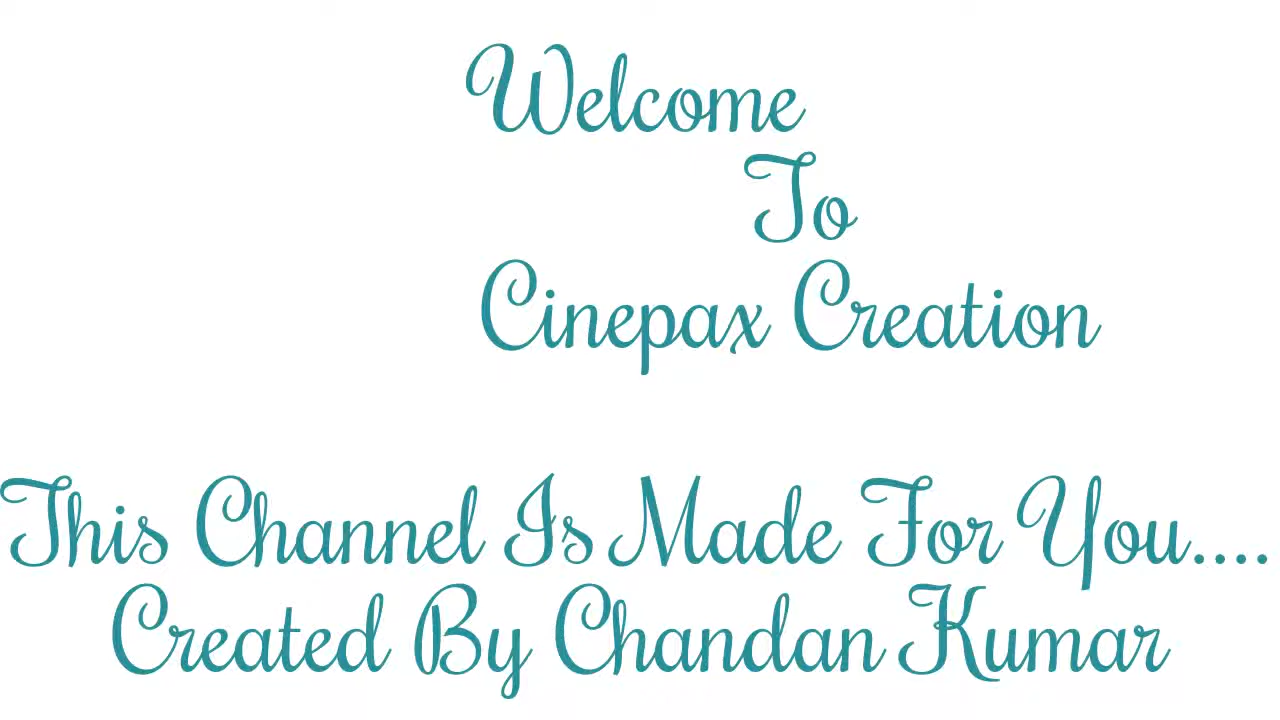 Welcome
To
Cinepax Creation
This Channel Is Made For You....
Created By Chandan Kumar